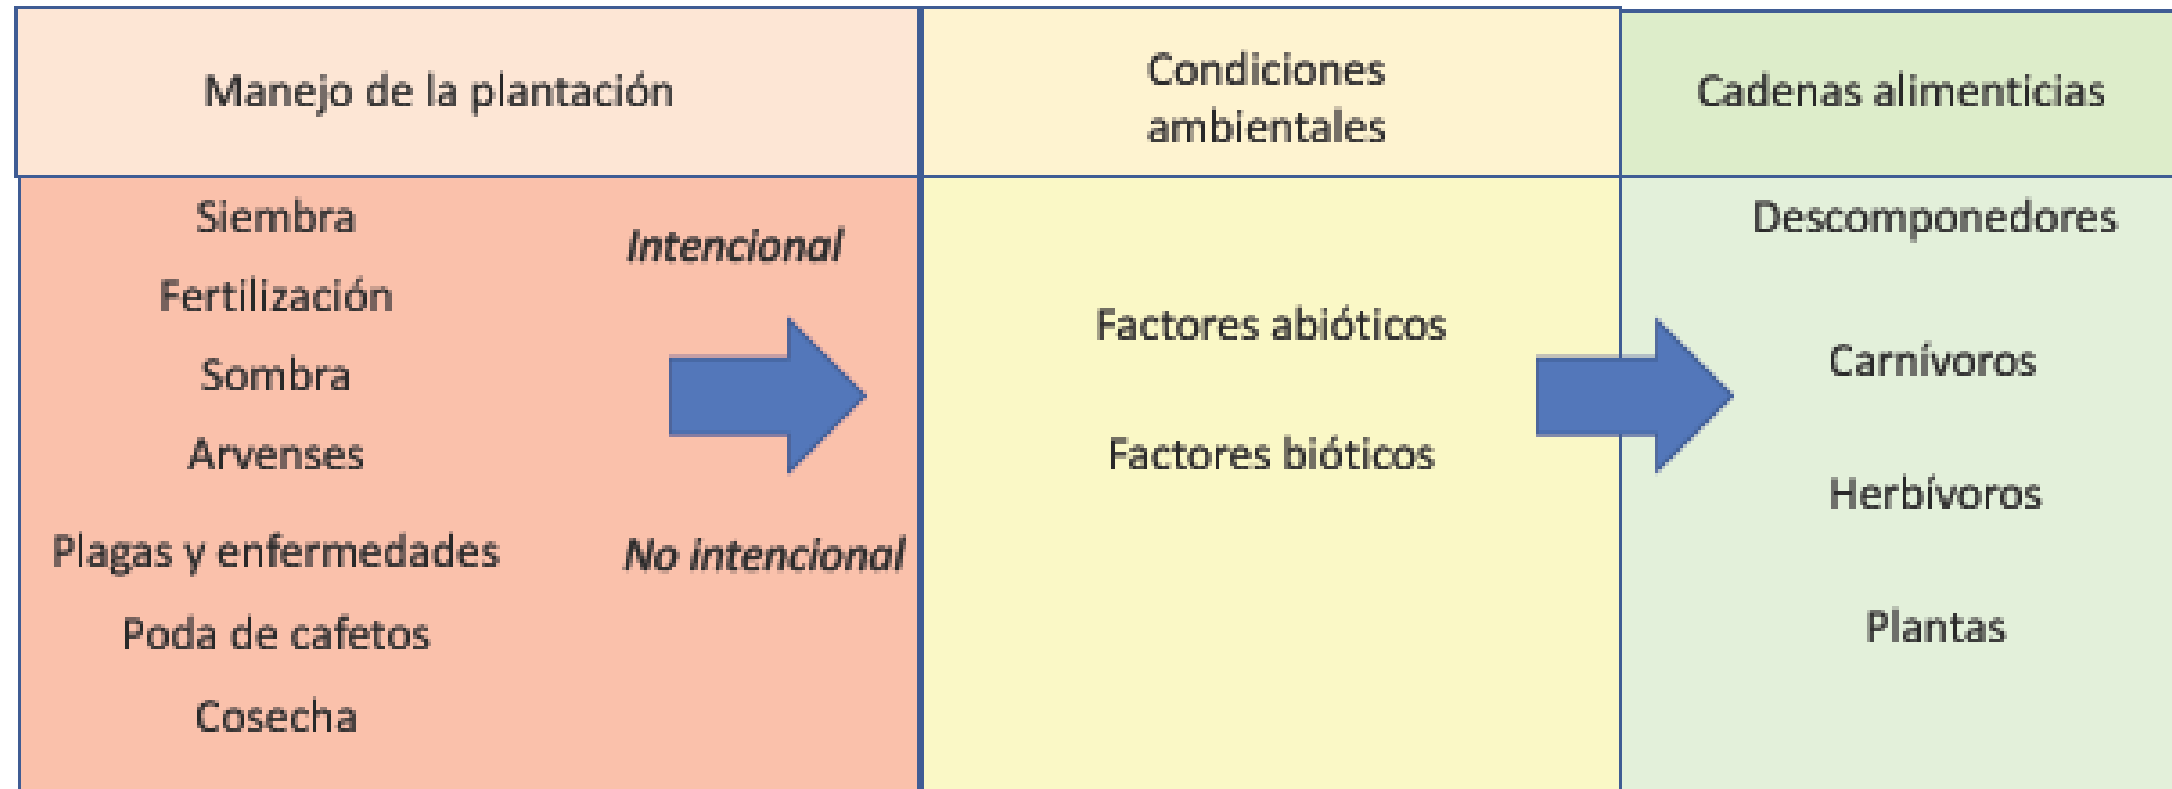 Manejo de la plantación
Condiciones
ambientales
Cadenas alimenticias
Siembra
Fertilización
Sombra
Arvenses
Plagas y enfermedades
Poda de cafetos
Cosecha
Intencional
No intencional
Factores abióticos
Factores bióticos
Descomponedores
Carnívoros
Herbívoros
Plantas